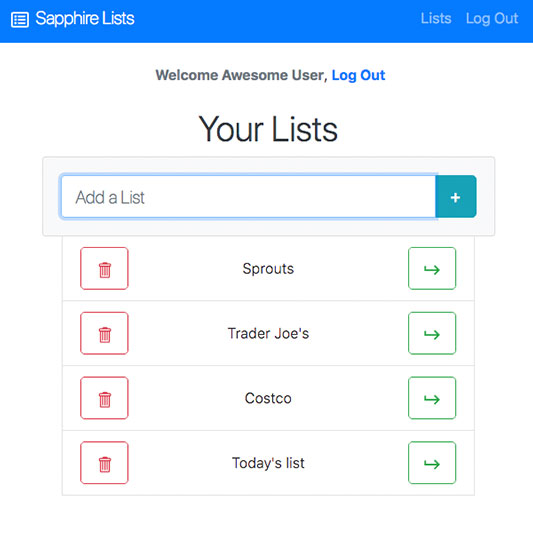 Sapphire Lists Lists Log Out
Welcome Awesome User, Log Out
Your Lists
Add a List +
Sprouts
Trader Joe's
Costco
Today's list